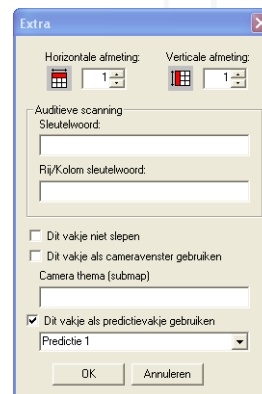 Extra
Horizontale afmeting: Verticale afmeting:
1 1
Auditieve scanning
Sleutelwoord:
Rij/Kolom sleutelwoord:
Dit vakje niet slepen
Dit vakje als cameravenster gebruiken
Camera thema (submap)
Dit vakje als predictievakje gebruiken
Predictie 1
OK Annuleren